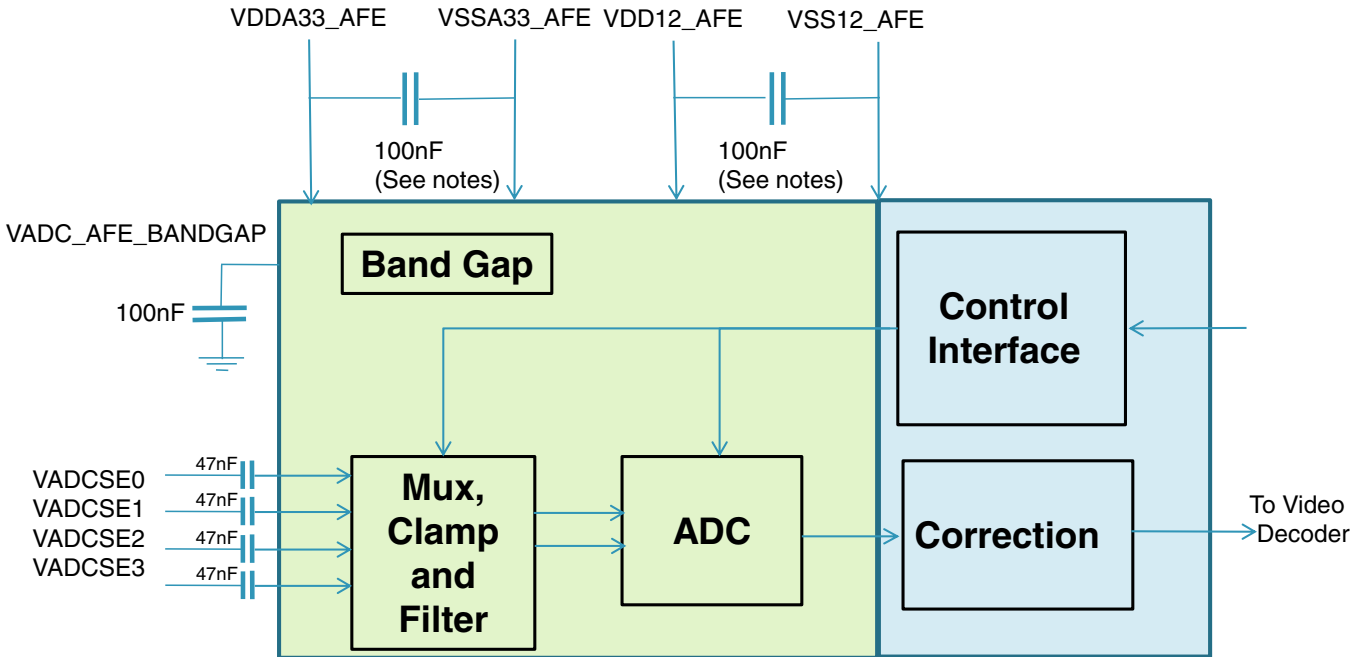 VDDA33_AFE
VSSA33_AFE
VDD12_AFE
VSS12_AFE
100nF
(See notes)
100nF
(See notes)
VADC_AFE_BANDGAP
100nF
Band Gap
Control
Interface
VADCSE0
VADCSE1
VADCSE2
VADCSE3
47nF
47nF
47nF
47nF
Mux,
Clamp
and
Filter
ADC
Correction
To Video
Decoder